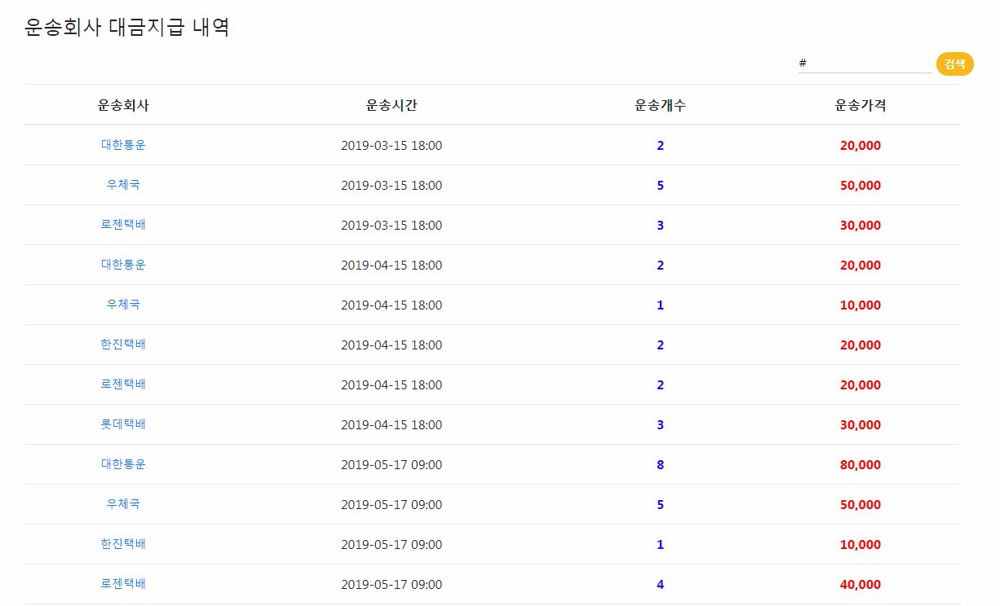 운송회사 대금지급 내역
# 검색
운송회사 운송시간 운송개수 운송가격
대한통운 2019-03-15 18:00 2 20,000
우체국 2019-03-15 18:00 5 50,000
로젠택배 2019-03-15 18:00 3 30,000
대한통운 2019-04-15 18:00 2 20,000
우체국 2019-04-15 18:00 1 10,000
한진택배 2019-04-15 18:00 2 20,000
로젠택배 2019-04-15 18:00 2 20,000
롯데택배 2019-04-15 18:00 3 30,000
대한통운 2019-05-17 09:00 8 80,000
우체국 2019-05-17 09:00 5 50,000
한진택배 2019-05-17 09:00 1 10,000
로젠택배 2019-05-17 09:00 4 40,000